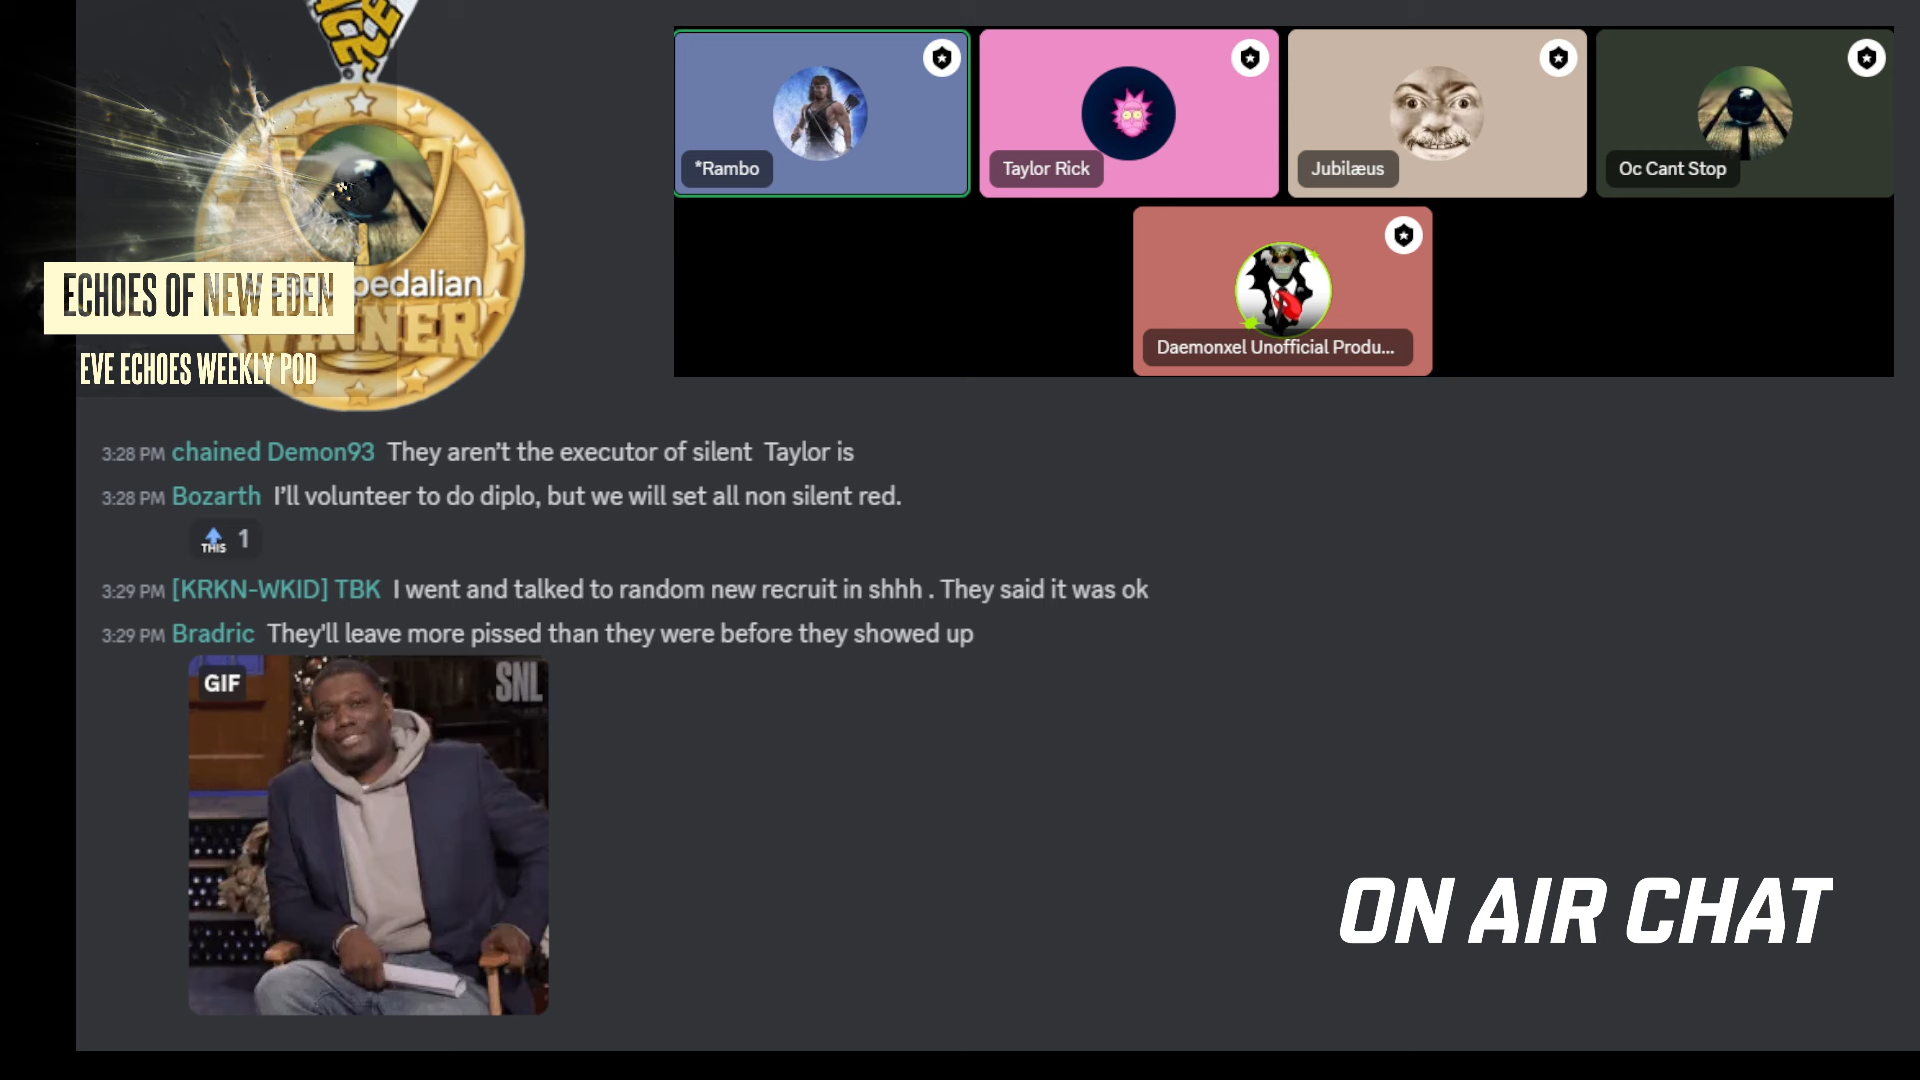 *Rambo
Taylor Rick
Jubilæus
Oc Cant Stop
Daemonxel Unofficial Produ...
ECHOES OF NEW EDEN
pedalian
WINNER
EVE ECHOES WEEKLY POD
3:28 PM chained Demon93 They aren't the executor of silent Taylor is
3:28 PM Bozarth I'll volunteer to do diplo, but we will set all non silent red.
THIS 1
3:29 PM [KRKN-WKID] TBK I went and talked to random new recruit in shhh . They said it was ok
3:29 PM Bradric They'll leave more pissed than they were before they showed up
GIF
SNL
ON AIR CHAT